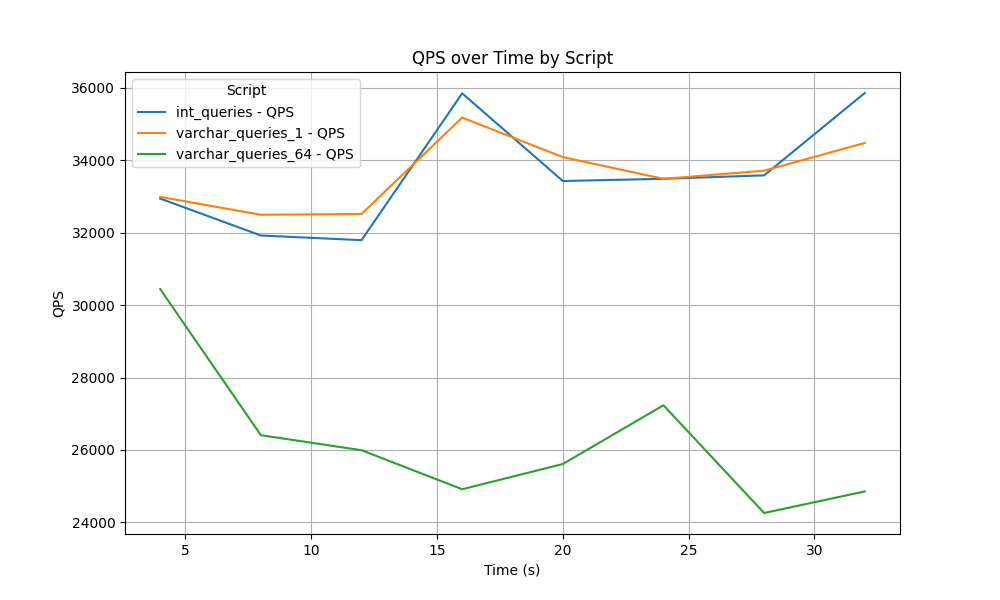 QPS over Time by Script
Script
int_queries - QPS
varchar_queries_1 - QPS
varchar_queries_64 - QPS
36000
34000
32000
30000
28000
26000
24000
QPS
5
10
15
20
25
30
Time (s)